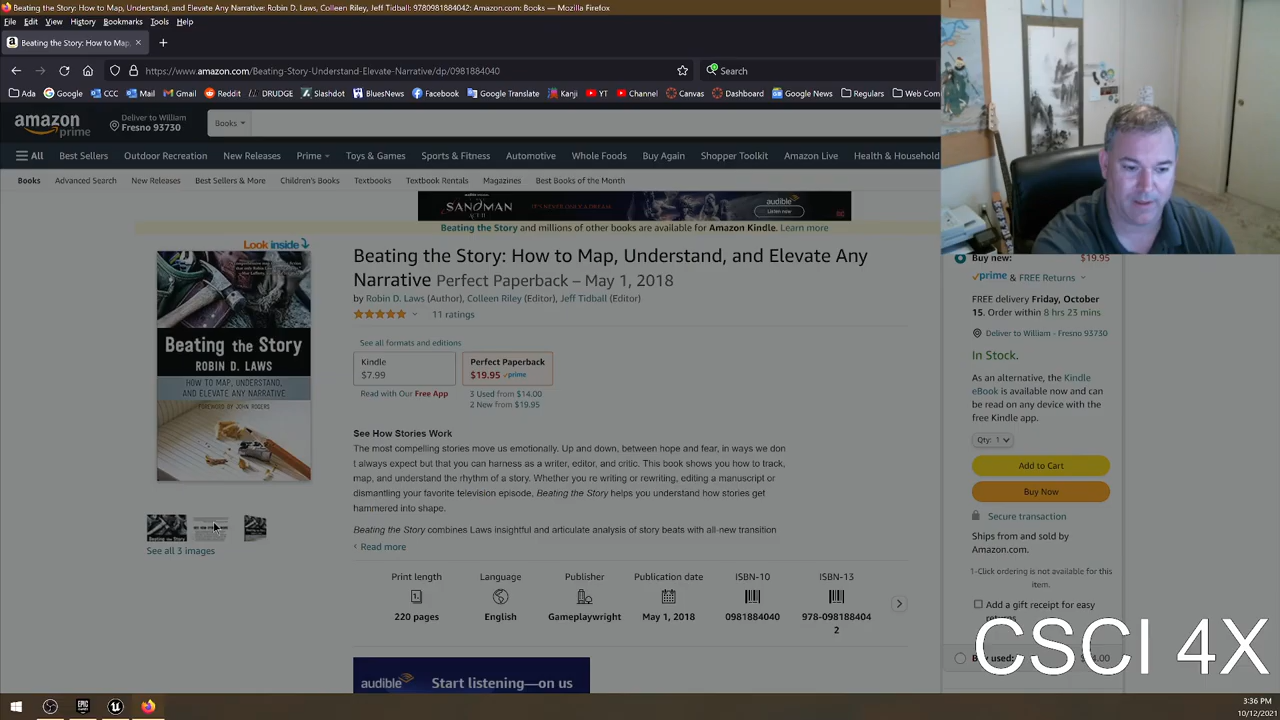 Beating the Story: How to Map, Understand, and Elevate Any Narrative: Robin D. Laws, Colleen Riley, Jeff Tidball: 9780981884042: Amazon.com: Books — Mozilla Firefox
File Edit View History Bookmarks Tools Help
Beating the Story: How to Map,
https://www.amazon.com/Beating-Story-Understand-Elevate-Narrative/dp/0981884040
Search
Ada Google CCC Mail Gmail Reddit DRUDGE Slashdot BluesNews Facebook Google Translate Kanji YT Channel Canvas Dashboard Google News Regulars Web Com
amazon prime
Deliver to William
Fresno 93730
Books
All Best Sellers Outdoor Recreation New Releases Prime Toys & Games Sports & Fitness Automotive Whole Foods Buy Again Shopper Toolkit Amazon Live Health & Household
Books Advanced Search New Releases Best Sellers & More Children's Books Textbooks Textbook Rentals Magazines Best Books of the Month
SANDMAN
audible
Listen now
Beating the Story and millions of other books are available for Amazon Kindle. Learn more
Look inside
Beating the Story
ROBIN D. LAWS
HOW TO MAP, UNDERSTAND,
AND ELEVATE ANY NARRATIVE
FOREWORD BY JOHN ROGERS
See all 3 images
Beating the Story: How to Map, Understand, and Elevate Any
Narrative Perfect Paperback – May 1, 2018
by Robin D. Laws (Author), Colleen Riley (Editor), Jeff Tidball (Editor)
11 ratings
See all formats and editions
Kindle
$7.99
Perfect Paperback
$19.95 prime
Read with Our Free App
3 Used from $14.00
2 New from $19.95
See How Stories Work
The most compelling stories move us emotionally. Up and down, between hope and fear, in ways we don
t always expect but that you can harness as a writer, editor, and critic. This book shows you how to track,
map, and understand the rhythm of a story. Whether you re writing or rewriting, editing a manuscript or
dismantling your favorite television episode, Beating the Story helps you understand how stories get
hammered into shape.
Beating the Story combines Laws insightful and articulate analysis of story beats with all-new transition
Read more
Print length
220 pages
Language
English
Publisher
Gameplaywright
Publication date
May 1, 2018
ISBN-10
0981884040
ISBN-13
978-098188404
2
audible
Start listening—on us
Buy new: $19.95
prime & FREE Returns
FREE delivery Friday, October
15. Order within 8 hrs 23 mins
Deliver to William - Fresno 93730
In Stock.
As an alternative, the Kindle
eBook is available now and can
be read on any device with the
free Kindle app.
Qty: 1
Add to Cart
Buy Now
Secure transaction
Ships from and sold by
Amazon.com.
1-Click ordering is not available for this
item.
Add a gift receipt for easy
returns
Buy used:
CSCI 4X
3:36 PM
10/12/2021